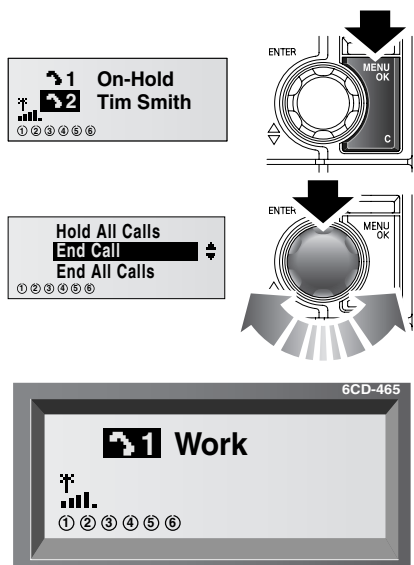 1 On-Hold
2 Tim Smith
①②③④⑤⑥
ENTER
MENU
OK
C
Hold All Calls
End Call
End All Calls
①②③④⑤⑥
ENTER
MENU
OK
6CD-465
1 Work
①②③④⑤⑥